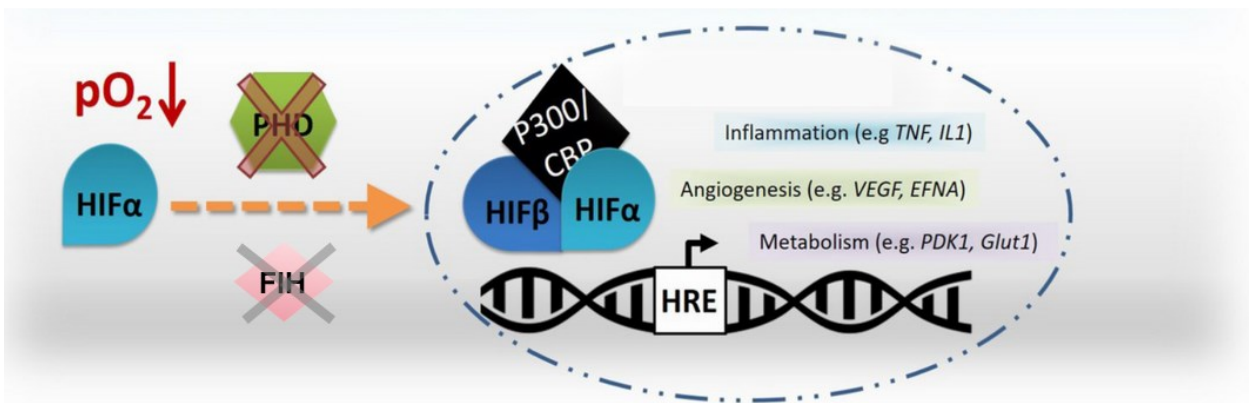 pO₂↓
PHD
HIFα
FIH
P300/
CBP
HIFβ
HIFα
Inflammation (e.g TNF, IL1)
Angiogenesis (e.g. VEGF, EFNA)
Metabolism (e.g. PDK1, Glut1)
HRE